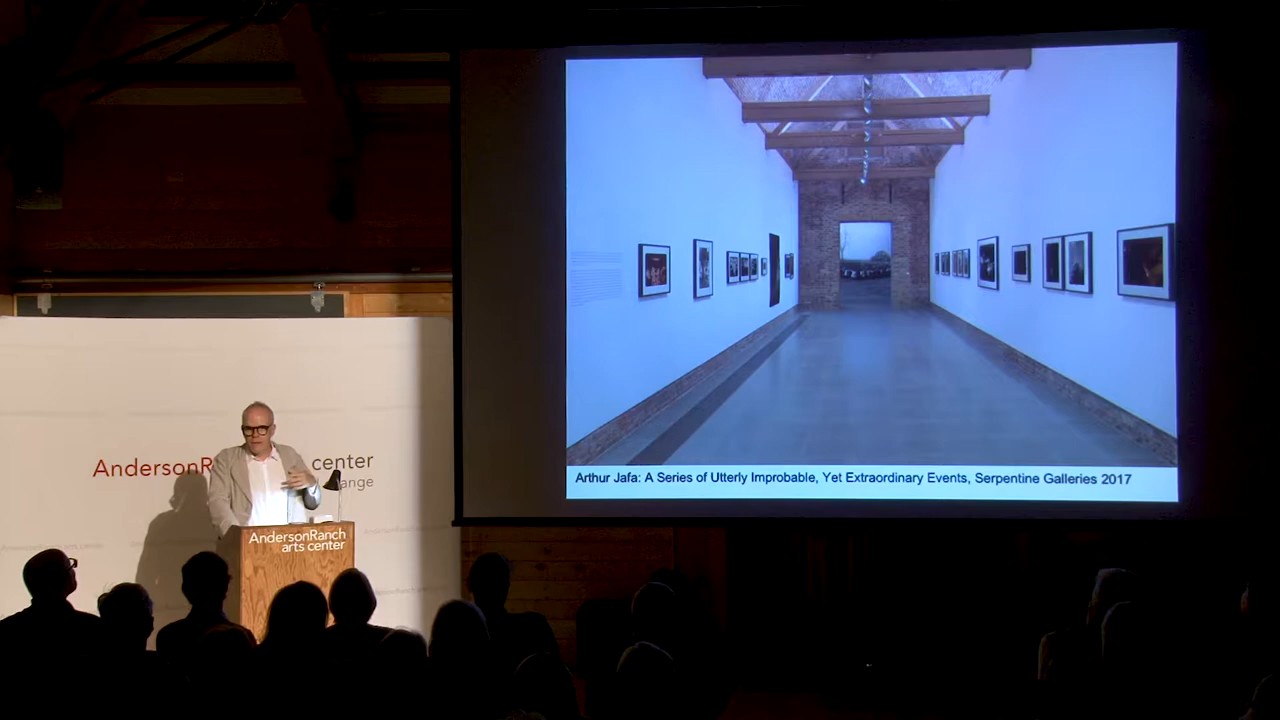 Arthur Jafa: A Series of Utterly Improbable, Yet Extraordinary Events, Serpentine Galleries 2017
AndersonR center
ange
AndersonRanch
arts center